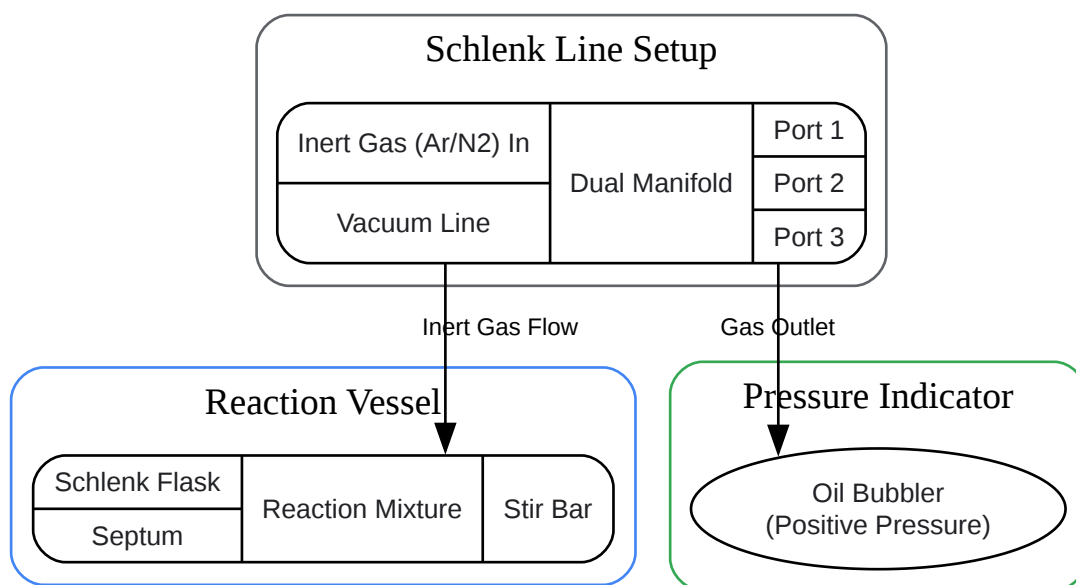 Schlenk Line Setup
Inert Gas (Ar/N2) In
Vacuum Line
Dual Manifold
Port 1
Port 2
Port 3
Inert Gas Flow
Gas Outlet
Reaction Vessel
Schlenk Flask
Septum
Reaction Mixture
Stir Bar
Pressure Indicator
Oil Bubbler
(Positive Pressure)